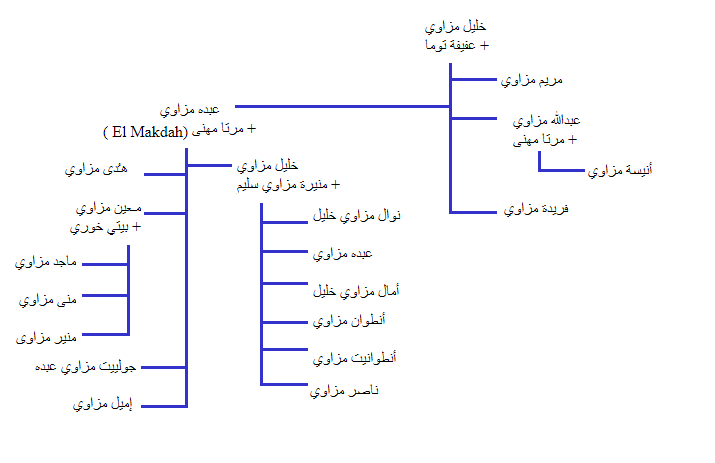 خليل مزاوي
+ عفيفة توما
مريم مزاوي
عبدالله مزاوي
+ مرتا مهنى
أنيسة مزاوي
فريدة مزاوي
عبده مزاوي
+ مرتا مهنى (El Makdah )
خليل مزاوي
+ منيرة مزاوي سليم
نوال مزاوي خليل
عبده مزاوي
أمال مزاوي خليل
أنطوان مزاوي
أنطوانيت مزاوي
ناصر مزاوي
هدى مزاوي
معين مزاوي
+ بيتي خوري
ماجد مزاوي
منى مزاوي
منير مزاوى
جولييت مزاوي عبده
إميل مزاوي